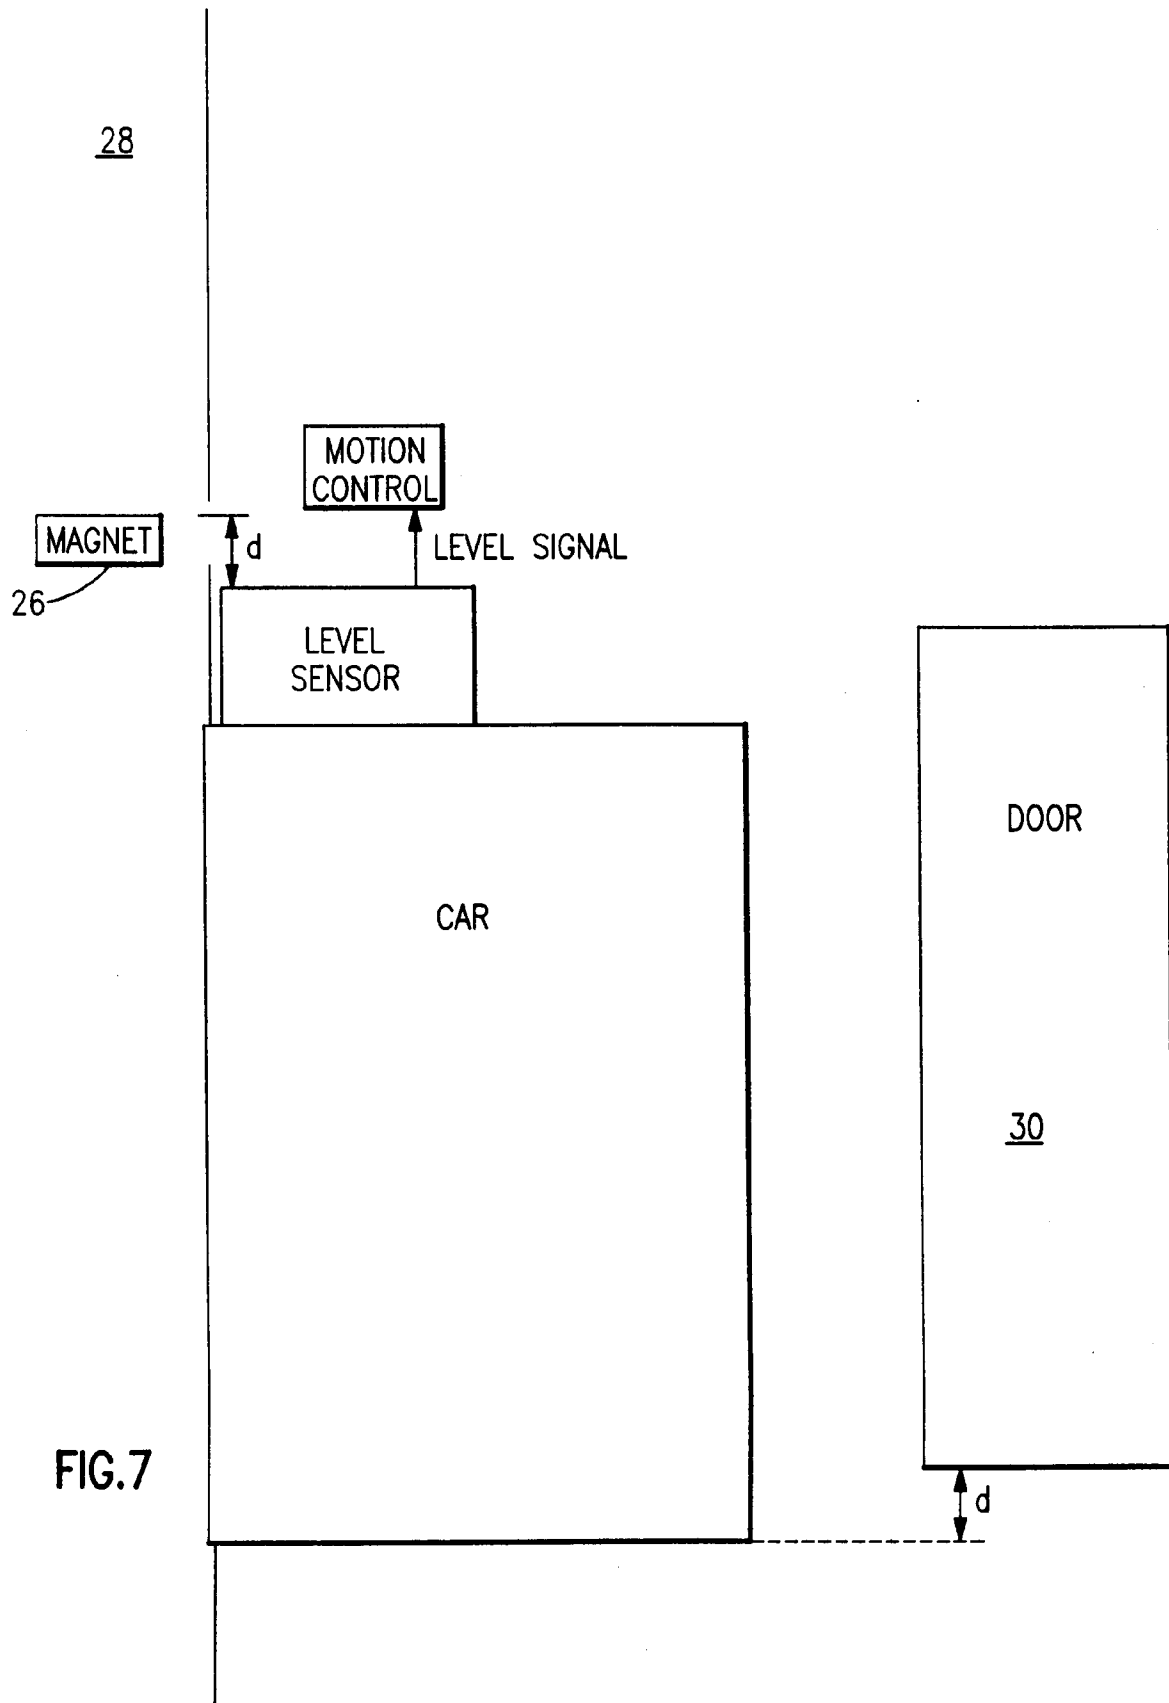 28
MOTION
CONTROL
MAGNET
d
LEVEL SIGNAL
26
LEVEL
SENSOR
DOOR
CAR
30
FIG.7
d